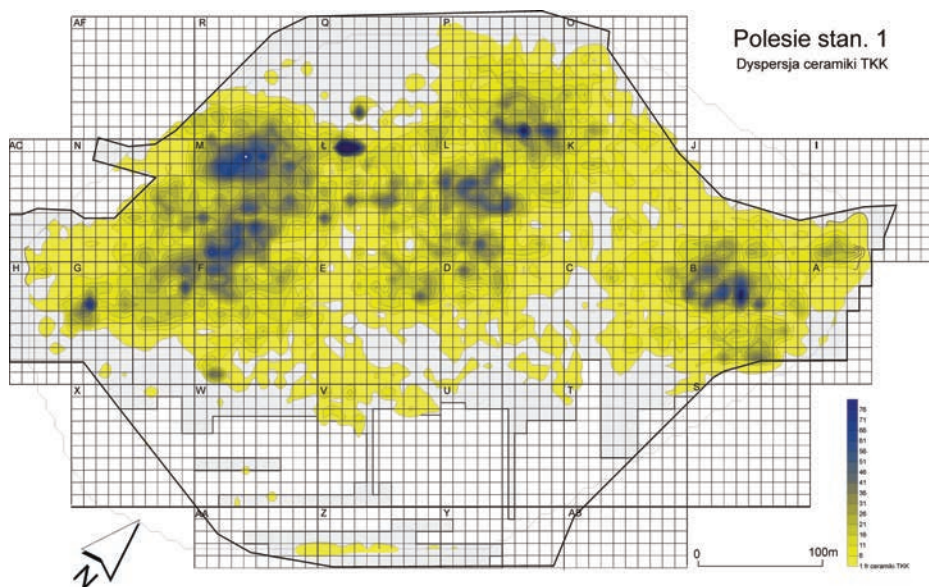 Polesie stan. 1
Dyspersja ceramiki TKK
AF R Q P O
AC N M Ł L K J I
H G F E D C B A
X W V U T S
AA Z Y AB
76
71
66
61
56
51
46
41
36
31
26
21
16
11
6
1 fr ceramiki TKK
N
0 100m